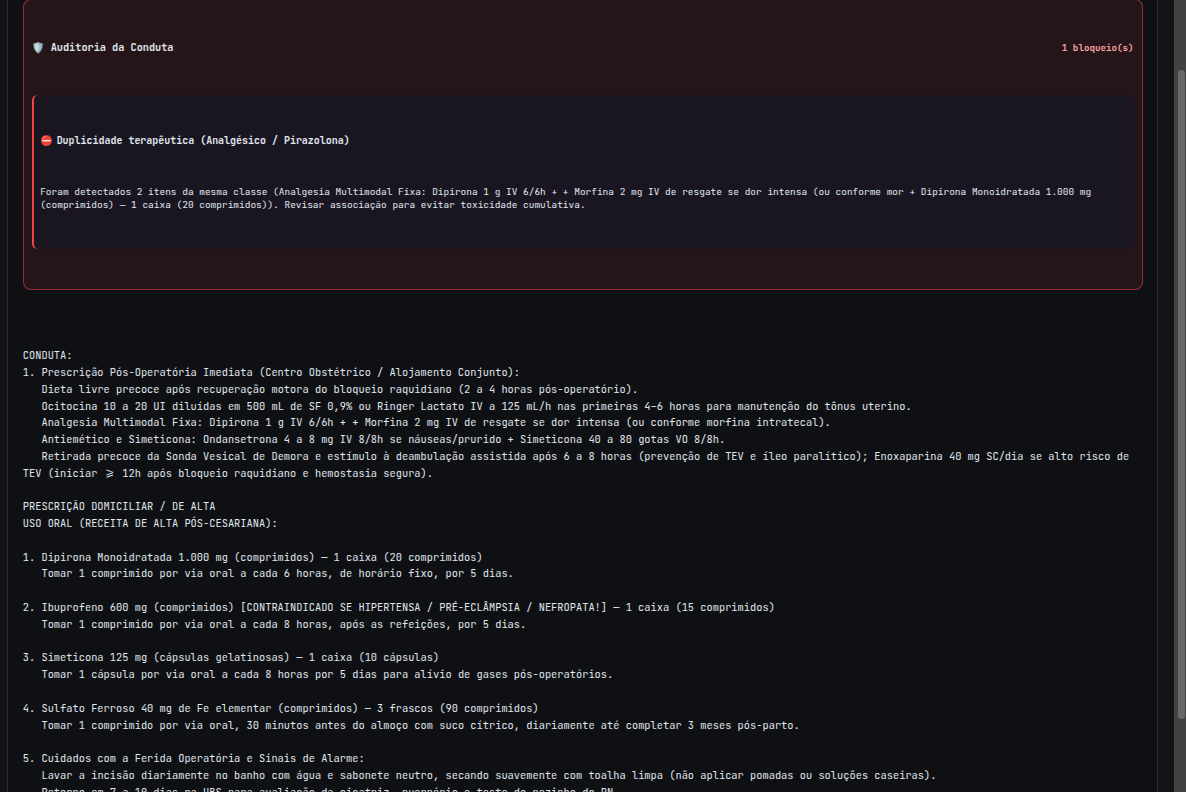 🛡️ Auditoria da Conduta
1 bloqueio(s)
⛔ Duplicidade terapêutica (Analgésico / Pirazolona)
Foram detectados 2 itens da mesma classe (Analgesia Multimodal Fixa: Dipirona 1 g IV 6/6h + + Morfina 2 mg IV de resgate se dor intensa (ou conforme mor + Dipirona Monoidratada 1.000 mg
(comprimidos) — 1 caixa (20 comprimidos)). Revisar associação para evitar toxicidade cumulativa.
CONDUTA:
1. Prescrição Pós-Operatória Imediata (Centro Obstétrico / Alojamento Conjunto):
Dieta livre precoce após recuperação motora do bloqueio raquidiano (2 a 4 horas pós-operatório).
Ocitocina 10 a 20 UI diluídas em 500 mL de SF 0,9% ou Ringer Lactato IV a 125 mL/h nas primeiras 4-6 horas para manutenção do tônus uterino.
Analgesia Multimodal Fixa: Dipirona 1 g IV 6/6h + + Morfina 2 mg IV de resgate se dor intensa (ou conforme morfina intratecal).
Antiemético e Simeticona: Ondansetrona 4 a 8 mg IV 8/8h se náuseas/prurido + Simeticona 40 a 80 gotas VO 8/8h.
Retirada precoce da Sonda Vesical de Demora e estímulo à deambulação assistida após 6 a 8 horas (prevenção de TEV e íleo paralítico); Enoxaparina 40 mg SC/dia se alto risco de
TEV (iniciar ≥ 12h após bloqueio raquidiano e hemostasia segura).
PRESCRIÇÃO DOMICILIAR / DE ALTA
USO ORAL (RECEITA DE ALTA PÓS-CESARIANA):
1. Dipirona Monoidratada 1.000 mg (comprimidos) — 1 caixa (20 comprimidos)
Tomar 1 comprimido por via oral a cada 6 horas, de horário fixo, por 5 dias.
2. Ibuprofeno 600 mg (comprimidos) [CONTRAINDICADO SE HIPERTENSA / PRÉ-ECLÂMPSIA / NEFROPATA!] — 1 caixa (15 comprimidos)
Tomar 1 comprimido por via oral a cada 8 horas, após as refeições, por 5 dias.
3. Simeticona 125 mg (cápsulas gelatinosas) — 1 caixa (10 cápsulas)
Tomar 1 cápsula por via oral a cada 8 horas por 5 dias para alívio de gases pós-operatórios.
4. Sulfato Ferroso 40 mg de Fe elementar (comprimidos) — 3 frascos (90 comprimidos)
Tomar 1 comprimido por via oral, 30 minutos antes do almoço com suco cítrico, diariamente até completar 3 meses pós-parto.
5. Cuidados com a Ferida Operatória e Sinais de Alarme:
Lavar a incisão diariamente no banho com água e sabonete neutro, secando suavemente com toalha limpa (não aplicar pomadas ou soluções caseiras).
Retorno em 7 a 10 dias na UBS para avaliação da cicatriz, puerpério e teste do pezinho do RN.